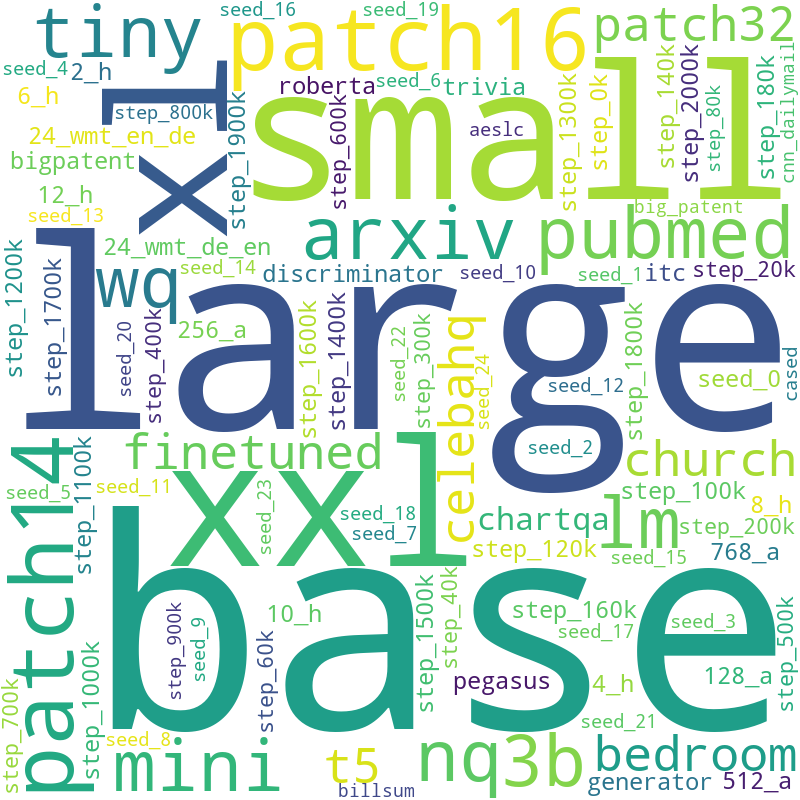 seed_16
seed_19
tiny
patch16
patch32
seed_4
2_h
roberta
seed_6
trivia
step_1300k
step_0k
step_140k
step_2000k
step_80k
step_180k
cnn_dailymail
6_h
xl
step_800k
step_1900k
step_600k
small
aeslc
24_wmt_en_de
bigpatent
12_h
seed_13
arxiv
pubmed
big_patent
24_wmt_de_en
step_1200k
wq
seed_14
discriminator
seed_10
seed_1
itc
step_20k
step_1700k
large
seed_20
step_400k
256_a
step_1600k
step_1400k
seed_22
step_300k
celebahq
seed_24
seed_12
step_1800k
seed_0
cased
finetuned
seed_2
church
patch14
seed_5
step_1100k
seed_11
xxl
seed_23
seed_18
seed_7
chartqa
lm
step_100k
8_h
step_200k
step_120k
seed_15
768_a
base
step_900k
seed_9
10_h
step_60k
step_1500k
step_40k
step_160k
seed_17
seed_3
step_500k
pegasus
4_h
128_a
step_700k
step_1000k
seed_8
seed_21
mini
t5
nq3b
bedroom
billsum
generator
512_a